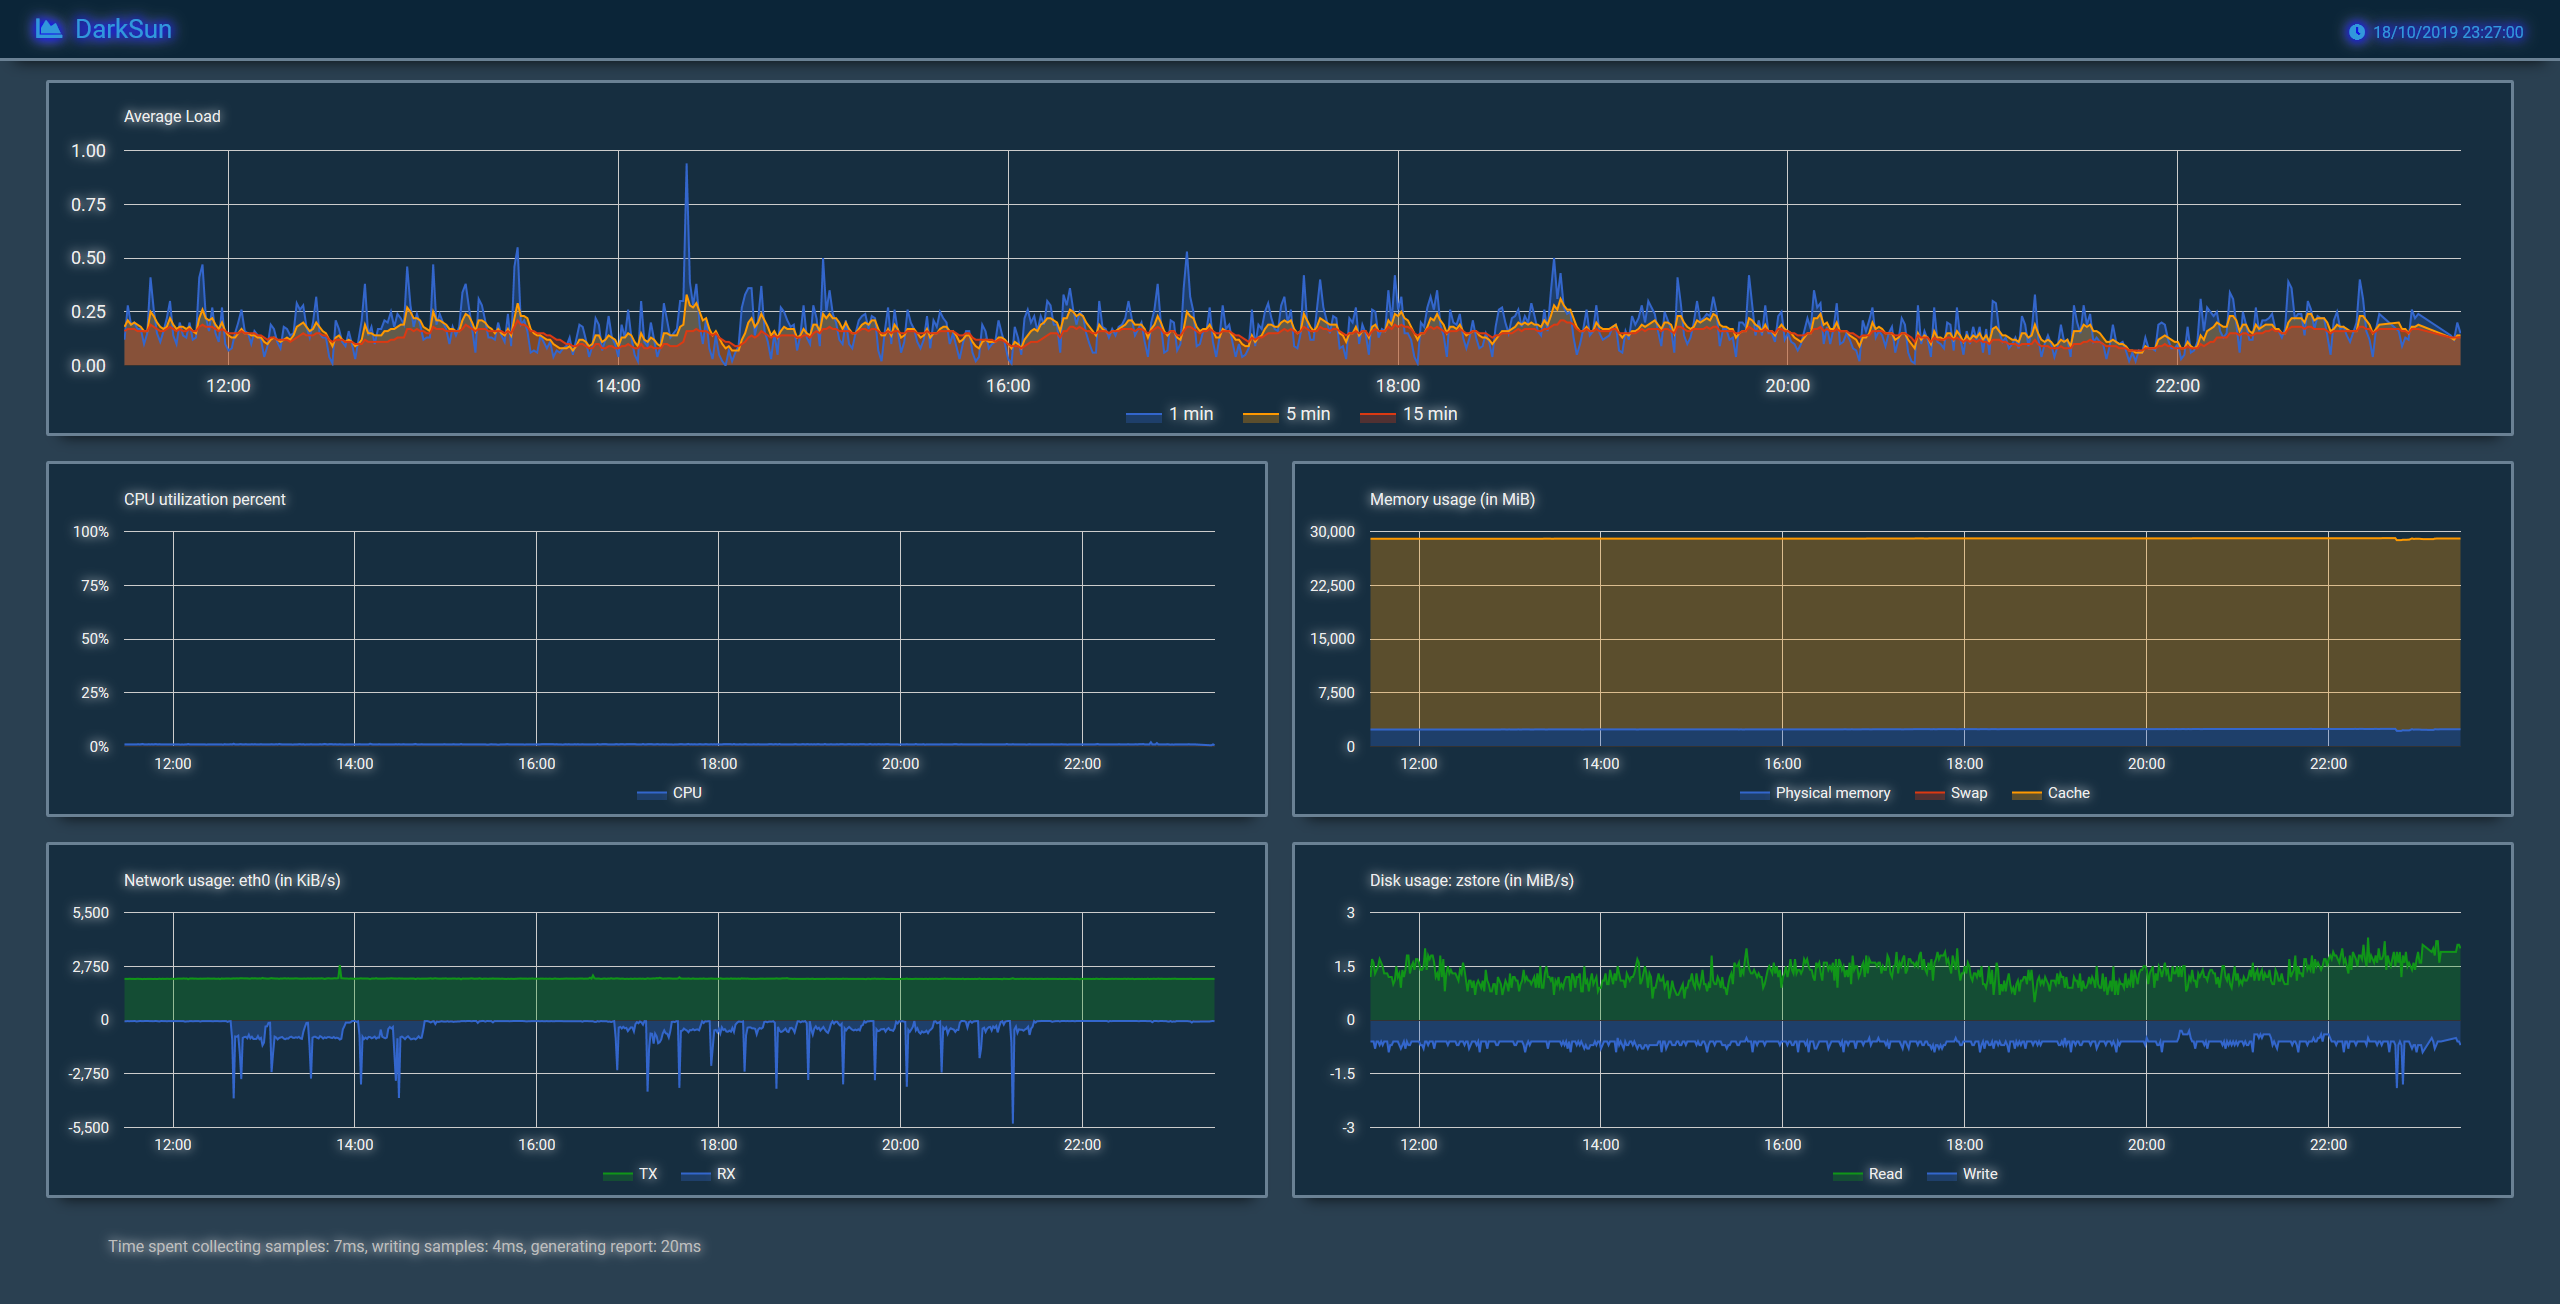 DarkSun
18/10/2019 23:27:00
Average Load
1.00
0.75
0.50
0.25
0.00
12:00 14:00 16:00 18:00 20:00 22:00
1 min 5 min 15 min
CPU utilization percent
100%
75%
50%
25%
0%
12:00 14:00 16:00 18:00 20:00 22:00
CPU
Memory usage (in MiB)
30,000
22,500
15,000
7,500
0
12:00 14:00 16:00 18:00 20:00 22:00
Physical memory Swap Cache
Network usage: eth0 (in KiB/s)
5,500
2,750
0
-2,750
-5,500
12:00 14:00 16:00 18:00 20:00 22:00
TX RX
Disk usage: zstore (in MiB/s)
3
1.5
0
-1.5
-3
12:00 14:00 16:00 18:00 20:00 22:00
Read Write
Time spent collecting samples: 7ms, writing samples: 4ms, generating report: 20ms